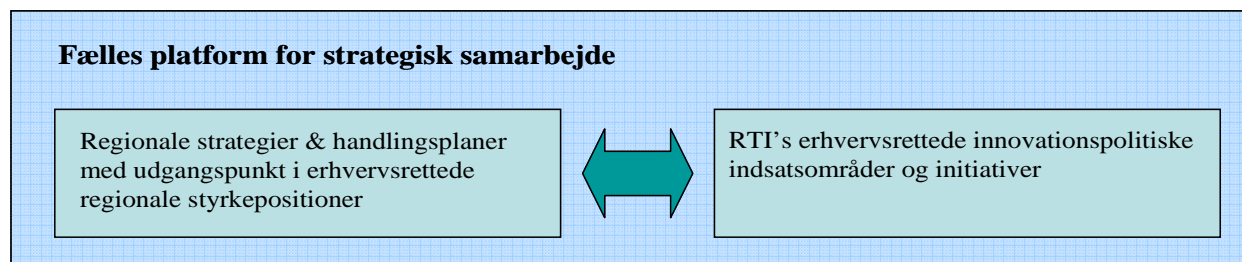 Fælles platform for strategisk samarbejde
Regionale strategier & handlingsplaner
med udgangspunkt i erhvervsrettede
regionale styrkepositioner
RTI's erhvervsrettede innovationspolitiske
indsatsområder og initiativer